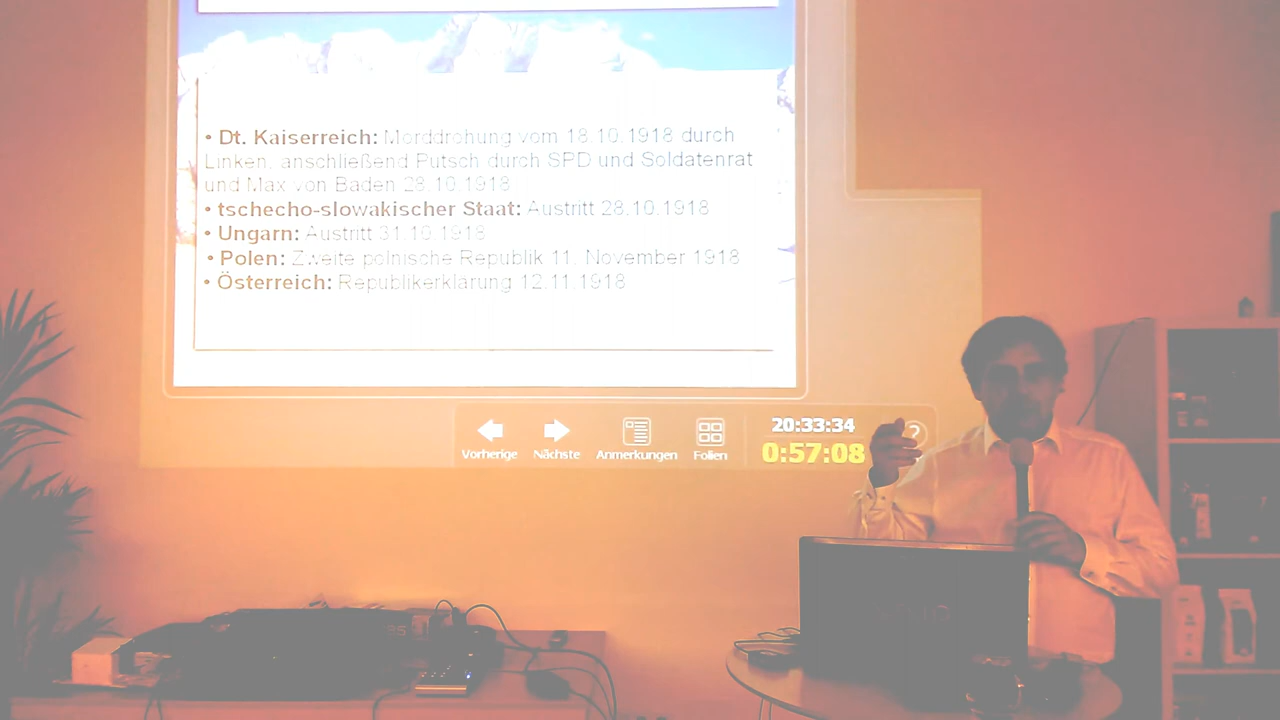 • Dt. Kaiserreich: Morddrohung vom 18.10.1918 durch
Linken, anschließend Putsch durch SPD und Soldatenrat
und Max von Baden 28.10.1918
• tschecho-slowakischer Staat: Austritt 28.10.1918
• Ungarn: Austritt 31.10.1918
• Polen: Zweite polnische Republik 11. November 1918
• Österreich: Republikerklärung 12.11.1918
Vorherige
Nächste
Anmerkungen
Folien
20:33:34
0:57:08
?